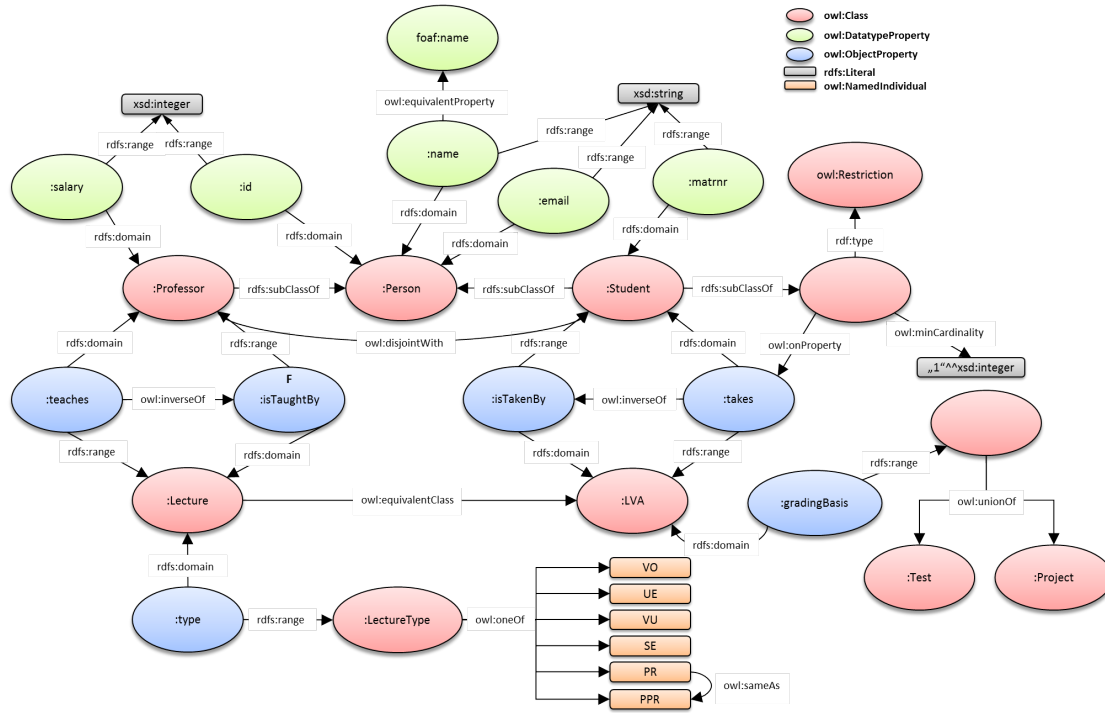 foaf:name
owl:Class
owl:DatatypeProperty
owl:ObjectProperty
rdfs:Literal
owl:NamedIndividual
owl:equivalentProperty
xsd:integer
xsd:string
rdfs:range
rdfs:range
rdfs:range
rdfs:range
rdfs:range
:name
:salary
:id
:email
:matrnr
owl:Restriction
rdfs:domain
rdfs:domain
rdfs:domain
rdfs:domain
rdfs:domain
rdf:type
:Professor
rdfs:subClassOf
:Person
rdfs:subClassOf
:Student
rdfs:subClassOf
owl:minCardinality
rdfs:domain
rdfs:range
owl:disjointWith
rdfs:range
rdfs:domain
owl:onProperty
„1“^^xsd:integer
F
:teaches
owl:inverseOf
:isTaughtBy
:isTakenBy
owl:inverseOf
:takes
rdfs:range
rdfs:domain
rdfs:domain
rdfs:range
rdfs:range
:Lecture
owl:equivalentClass
:LVA
:gradingBasis
owl:unionOf
rdfs:domain
rdfs:domain
:Test
:Project
VO
UE
VU
SE
PR
PPR
:type
rdfs:range
:LectureType
owl:oneOf
owl:sameAs